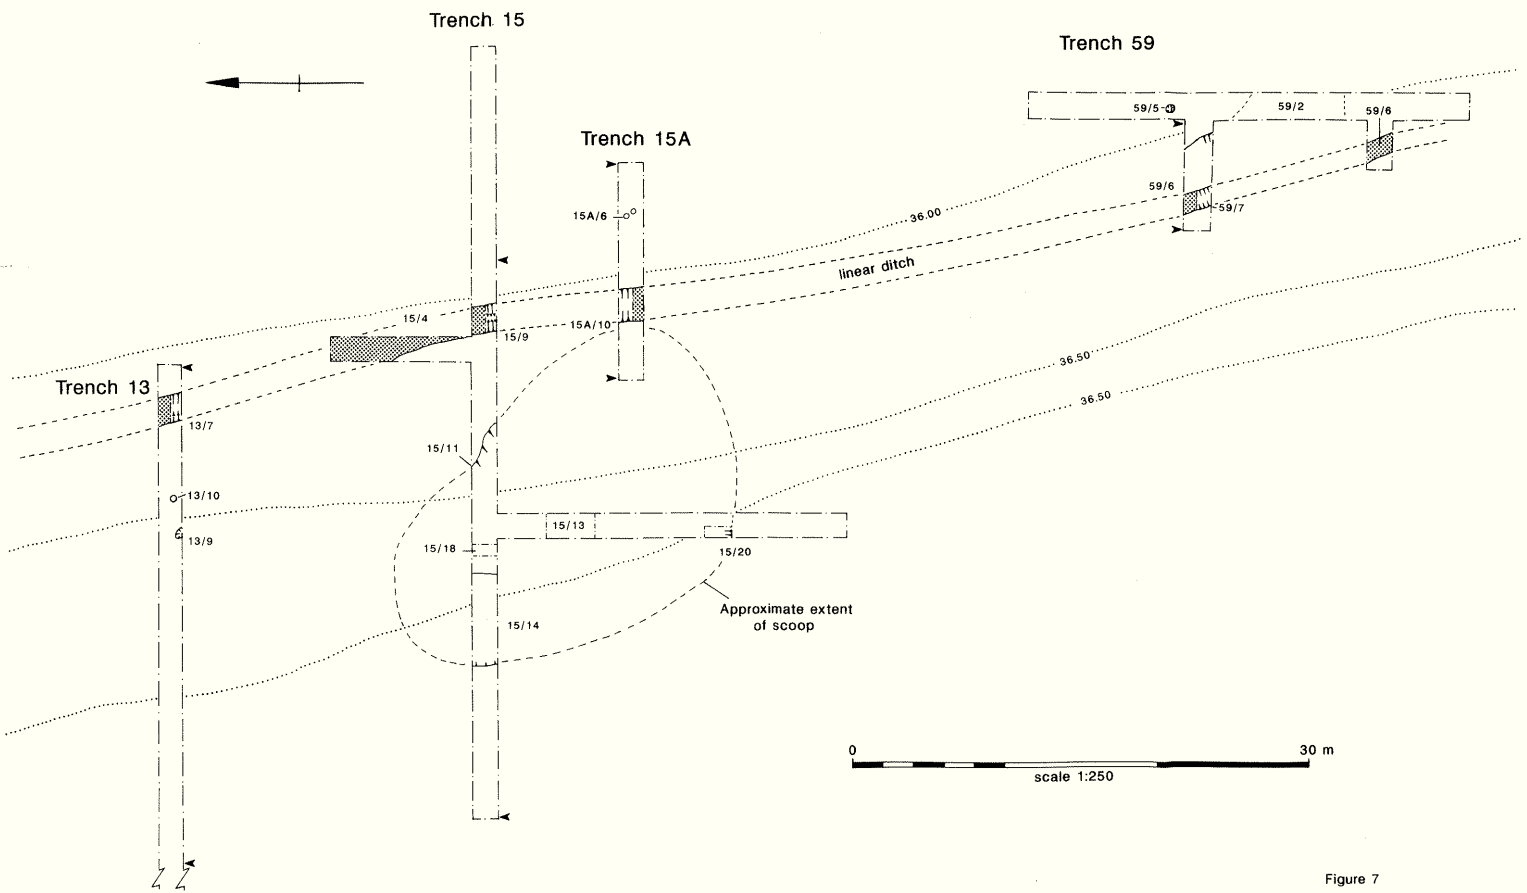 Trench 15
Trench 59
59/5
59/2
59/6
Trench 15A
59/6
59/7
15A/6
36.00
linear ditch
15/4
15A/10
15/9
36.50
Trench 13
36.50
13/7
15/11
13/10
15/13
13/9
15/18
15/20
Approximate extent
of scoop
15/14
0
30 m
scale 1:250
Figure 7